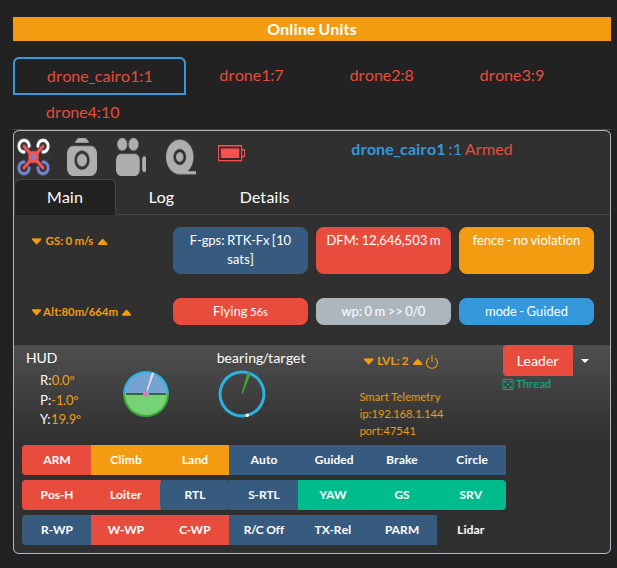 Online Units
drone_cairo1:1 drone1:7 drone2:8 drone3:9
drone4:10
drone_cairo1 :1 Armed
Main Log Details
GS: 0 m/s F-gps: RTK-Fx [10 sats] DFM: 12,646,503 m fence - no violation
Alt:80m/664m Flying 56s wp: 0 m >> 0/0 mode - Guided
HUD bearing/target LVL: 2 Leader
R:0.0° Thread
P:-1.0° Smart Telemetry
Y:19.9° ip:192.168.1.144
port:47541
ARM Climb Land Auto Guided Brake Circle
Pos-H Loiter RTL S-RTL YAW GS SRV
R-WP W-WP C-WP R/C Off TX-Rel PARM Lidar